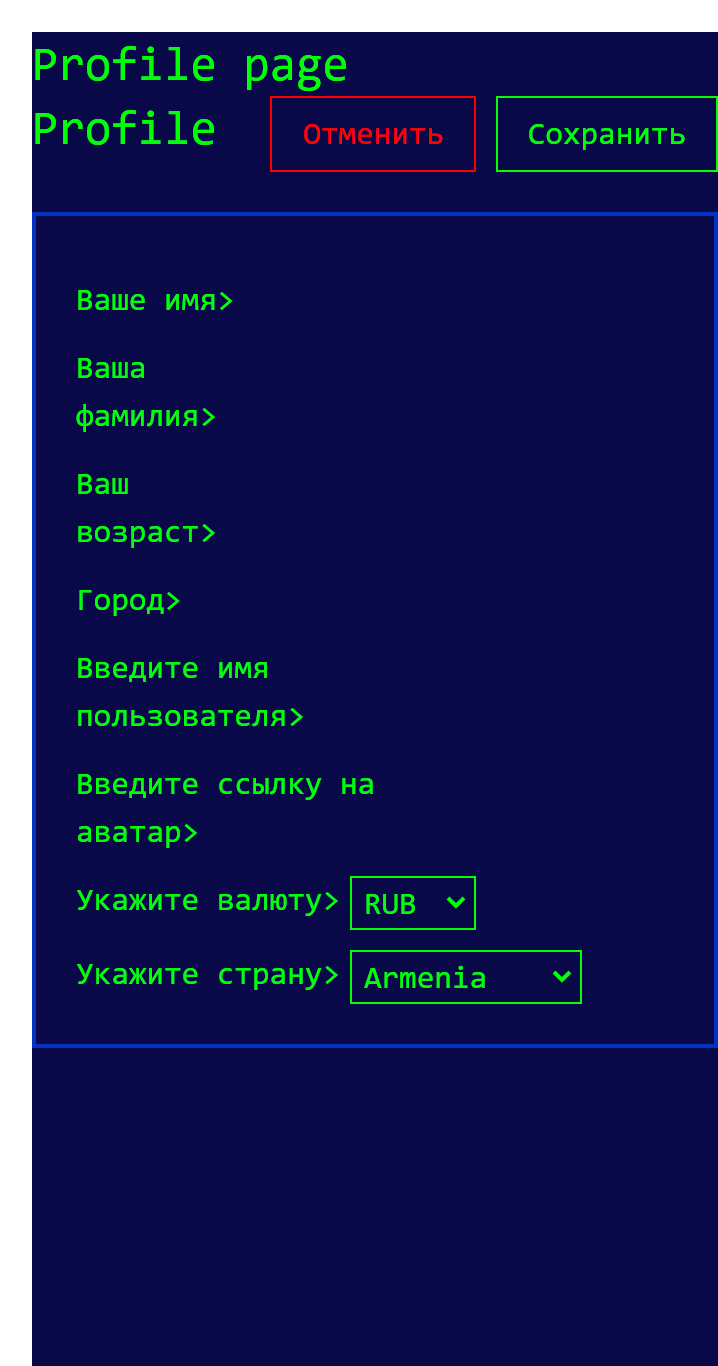 Profile page
Profile
Отменить
Сохранить
Ваше имя>
Ваша
фамилия>
Ваш
возраст>
Город>
Введите имя
пользователя>
Введите ссылку на
аватар>
Укажите валюту> RUB
Укажите страну> Armenia